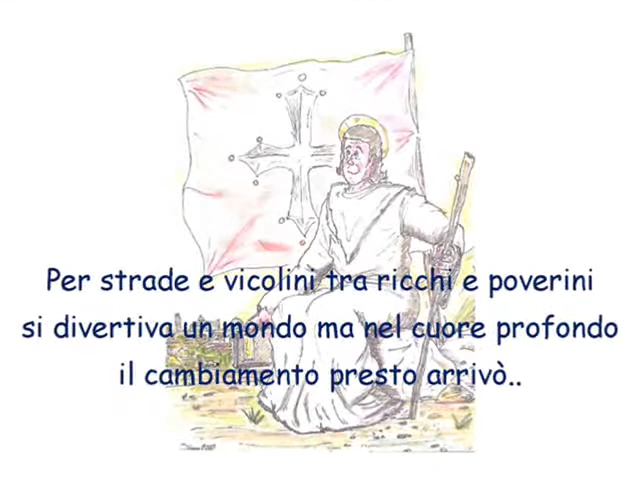 Per strade e vicolini tra ricchi e poverini
si divertiva un mondo ma nel cuore profondo
il cambiamento presto arrivò..